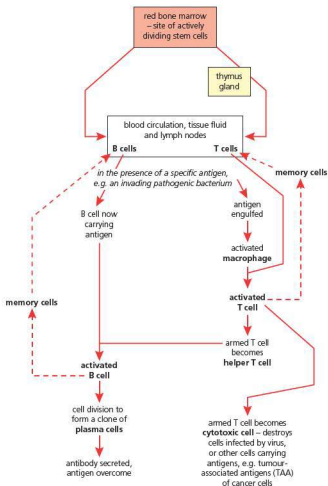 red bone marrow
– site of actively
dividing stem cells
thymus
gland
blood circulation, tissue fluid
and lymph nodes
B cells
T cells
in the presence of a specific antigen,
e.g. an invading pathogenic bacterium
memory cells
B cell now
carrying
antigen
antigen
engulfed
activated
macrophage
memory cells
activated
T cell
armed T cell
becomes
helper T cell
activated
B cell
cell division to
form a clone of
plasma cells
antibody secreted,
antigen overcome
armed T cell becomes
cytotoxic cell – destroys
cells infected by virus,
or other cells carrying
antigens, e.g. tumour-
associated antigens (TAA)
of cancer cells